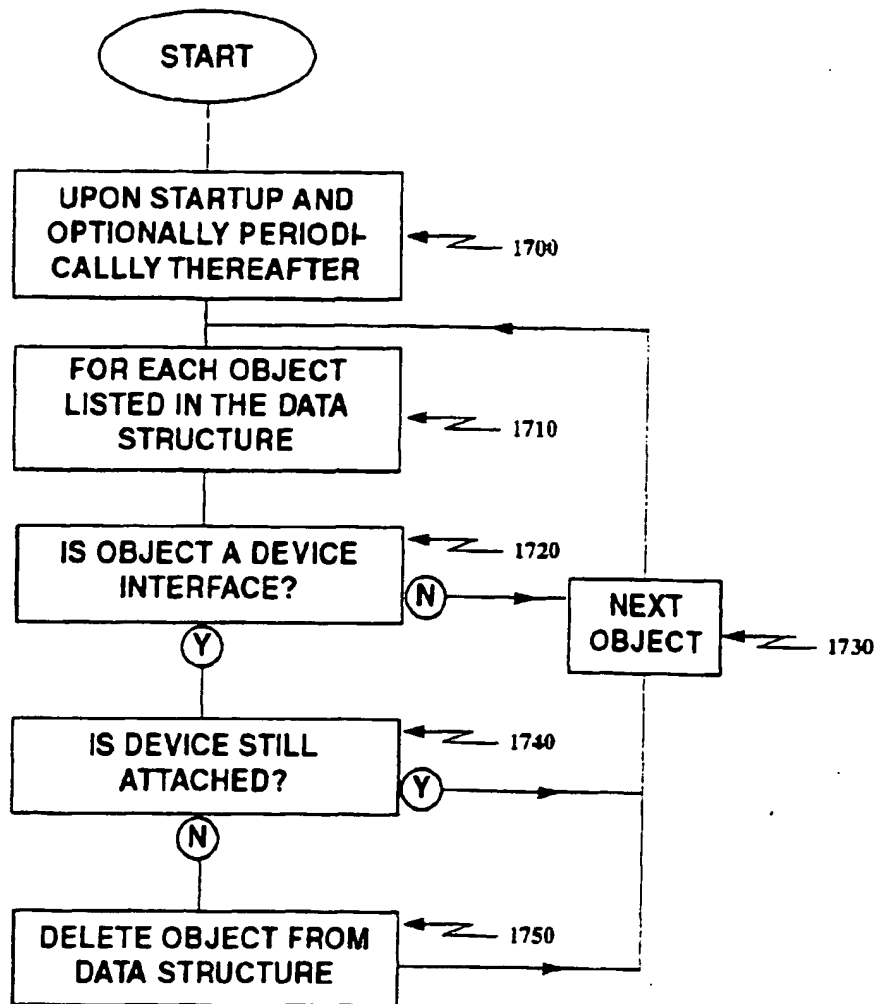 START
UPON STARTUP AND
OPTIONALLY PERIODI-
CALLLY THEREAFTER
1700
FOR EACH OBJECT
LISTED IN THE DATA
STRUCTURE
1710
IS OBJECT A DEVICE
INTERFACE?
1720
N
NEXT
OBJECT
1730
Y
IS DEVICE STILL
ATTACHED?
1740
Y
N
DELETE OBJECT FROM
DATA STRUCTURE
1750